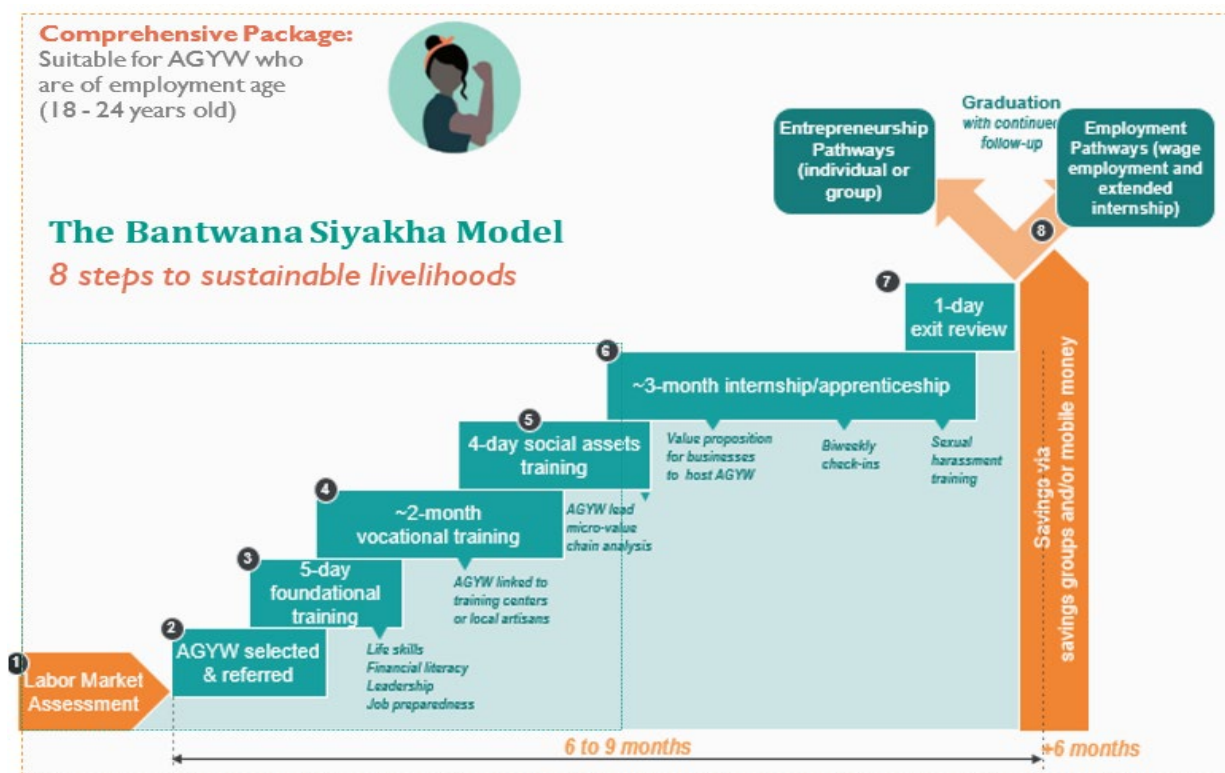 Comprehensive Package:
Suitable for AGYW who
are of employment age
(18 - 24 years old)
The Bantwana Siyakha Model
8 steps to sustainable livelihoods
1
Labor Market
Assessment
2
AGYW selected
& referred
3
5-day
foundational
training
Life skills
Financial literacy
Leadership
Job preparedness
4
~2-month
vocational training
AGYW linked to
training centers
or local artisans
5
4-day social assets
training
AGYW lead
micro-value
chain analysis
6
~3-month internship/apprenticeship
Value proposition
for businesses
to host AGYW
Biweekly
check-ins
Sexual
harassment
training
7
1-day
exit review
8
Entrepreneurship
Pathways
(individual or
group)
Graduation
with continued
follow-up
Employment
Pathways (wage
employment and
extended
internship)
Savings via
savings groups and/or mobile money
6 to 9 months
+6 months